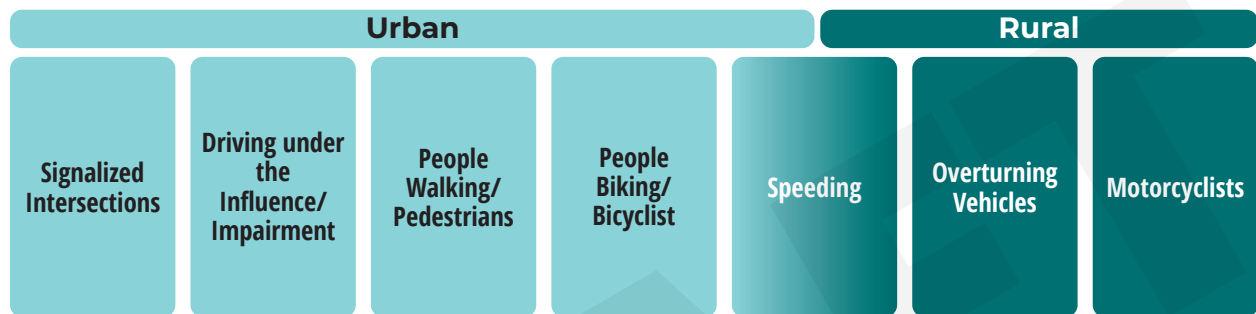 Urban
Rural
Signalized
Intersections
Driving under
the
Influence/
Impairment
People
Walking/
Pedestrians
People
Biking/
Bicyclist
Speeding
Overturning
Vehicles
Motorcyclists